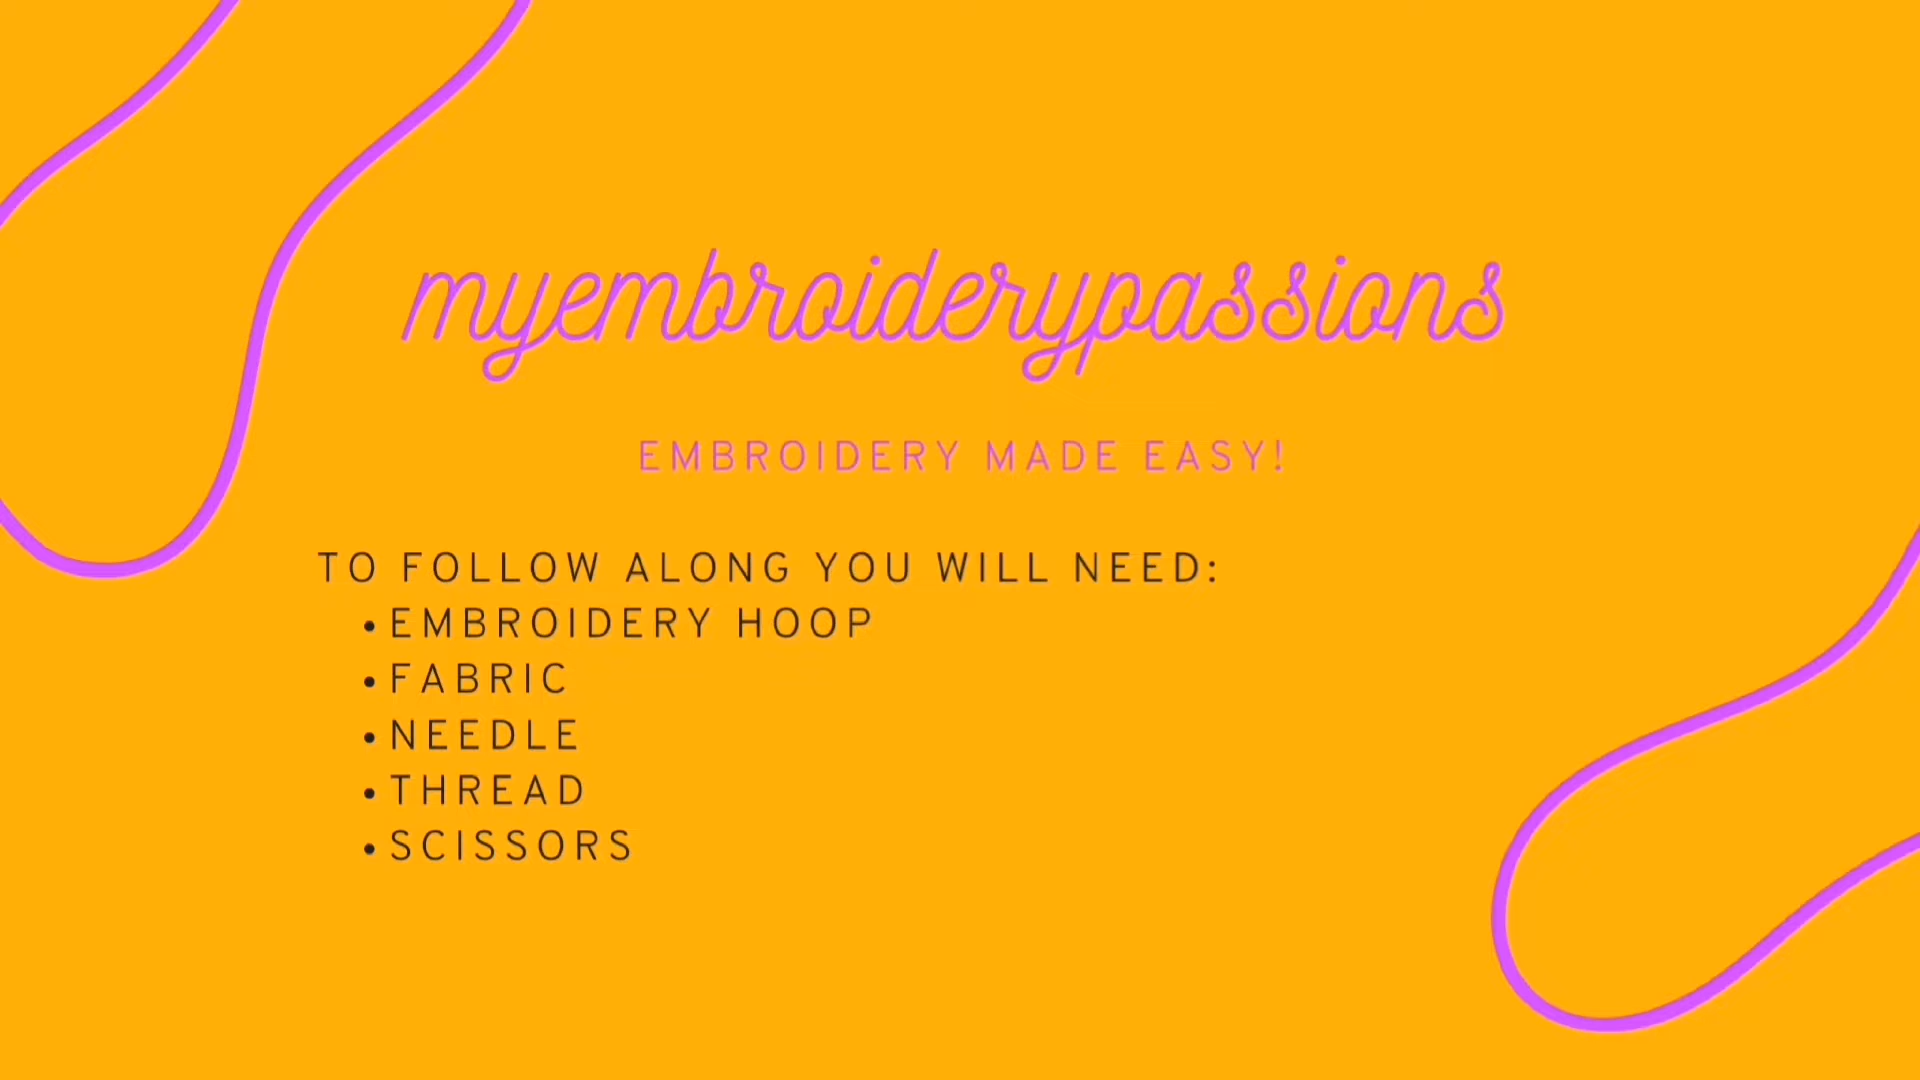 myembroiderypassions
EMBROIDERY MADE EASY!
TO FOLLOW ALONG YOU WILL NEED:
• EMBROIDERY HOOP
• FABRIC
• NEEDLE
• THREAD
• SCISSORS